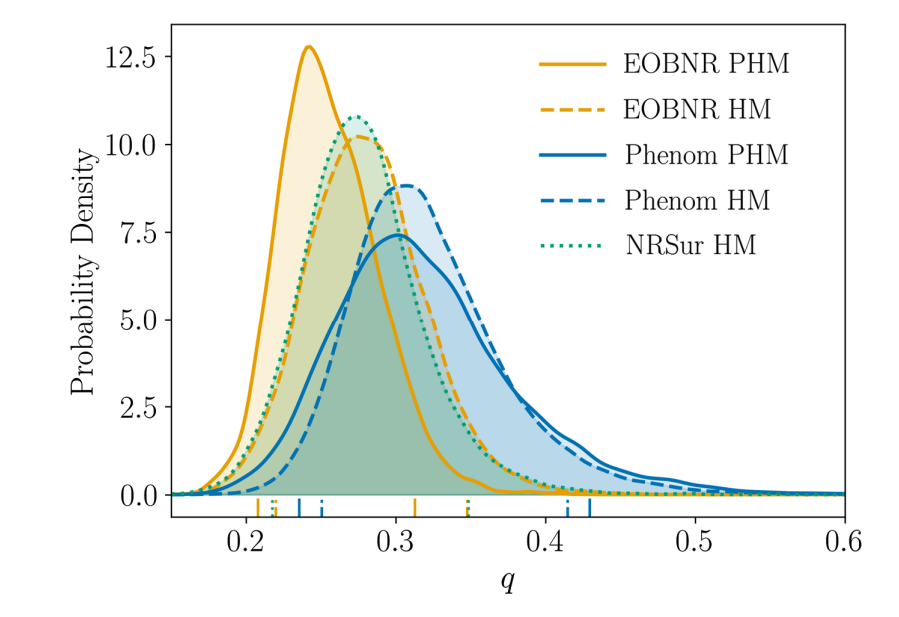 12.5
10.0
7.5
5.0
2.5
0.0
Probability Density
EOBNR PHM
EOBNR HM
Phenom PHM
Phenom HM
NRSur HM
0.2 0.3 0.4 0.5 0.6
q